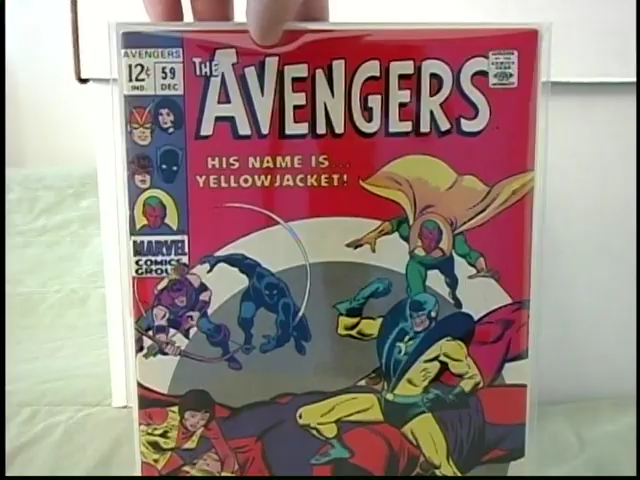 AVENGERS
12¢
IND.
59
DEC
THE AVENGERS
HIS NAME IS...
YELLOWJACKET!
MARVEL
COMICS
GROUP